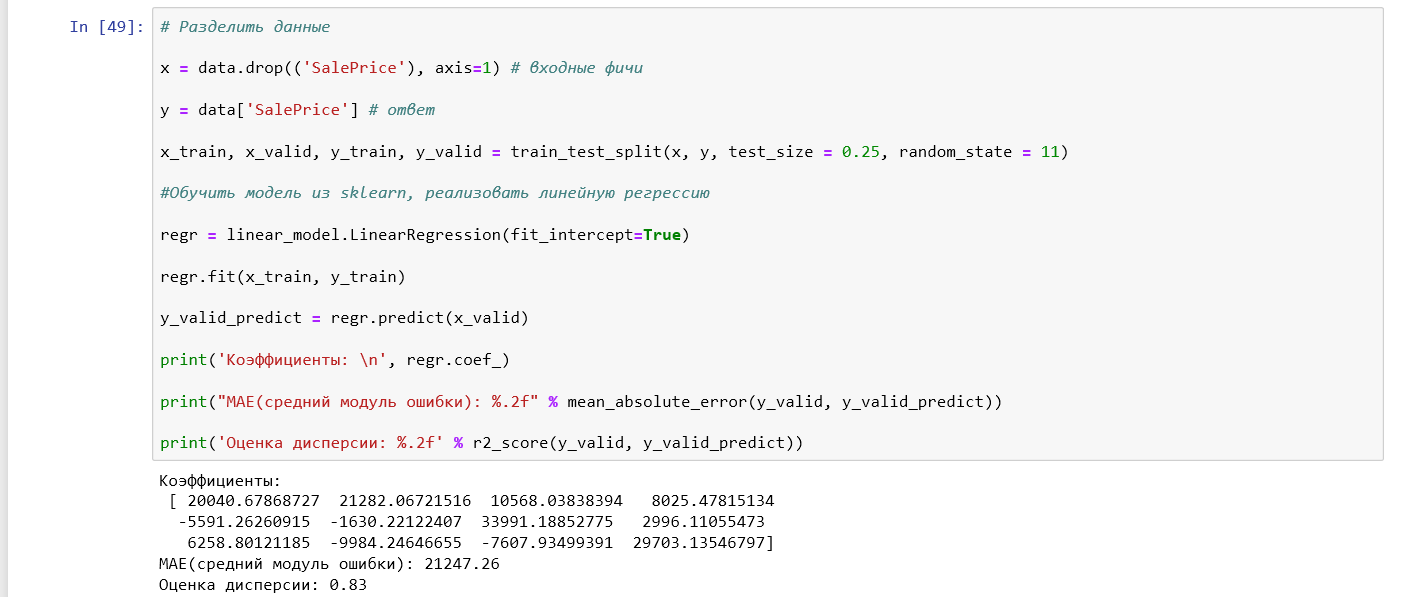 In [49]: # Разделить данные
x = data.drop(('SalePrice'), axis=1) # входные фичи
y = data['SalePrice'] # ответ
x_train, x_valid, y_train, y_valid = train_test_split(x, y, test_size = 0.25, random_state = 11)
#Обучить модель из sklearn, реализовать линейную регрессию
regr = linear_model.LinearRegression(fit_intercept=True)
regr.fit(x_train, y_train)
y_valid_predict = regr.predict(x_valid)
print('Коэффициенты: \n', regr.coef_)
print("MAE(средний модуль ошибки): %.2f" % mean_absolute_error(y_valid, y_valid_predict))
print('Оценка дисперсии: %.2f' % r2_score(y_valid, y_valid_predict))
Коэффициенты:
[ 20040.67868727 21282.06721516 10568.03838394 8025.47815134
-5591.26260915 -1630.22122407 33991.18852775 2996.11055473
6258.80121185 -9984.24646655 -7607.93499391 29703.13546797]
MAE(средний модуль ошибки): 21247.26
Оценка дисперсии: 0.83